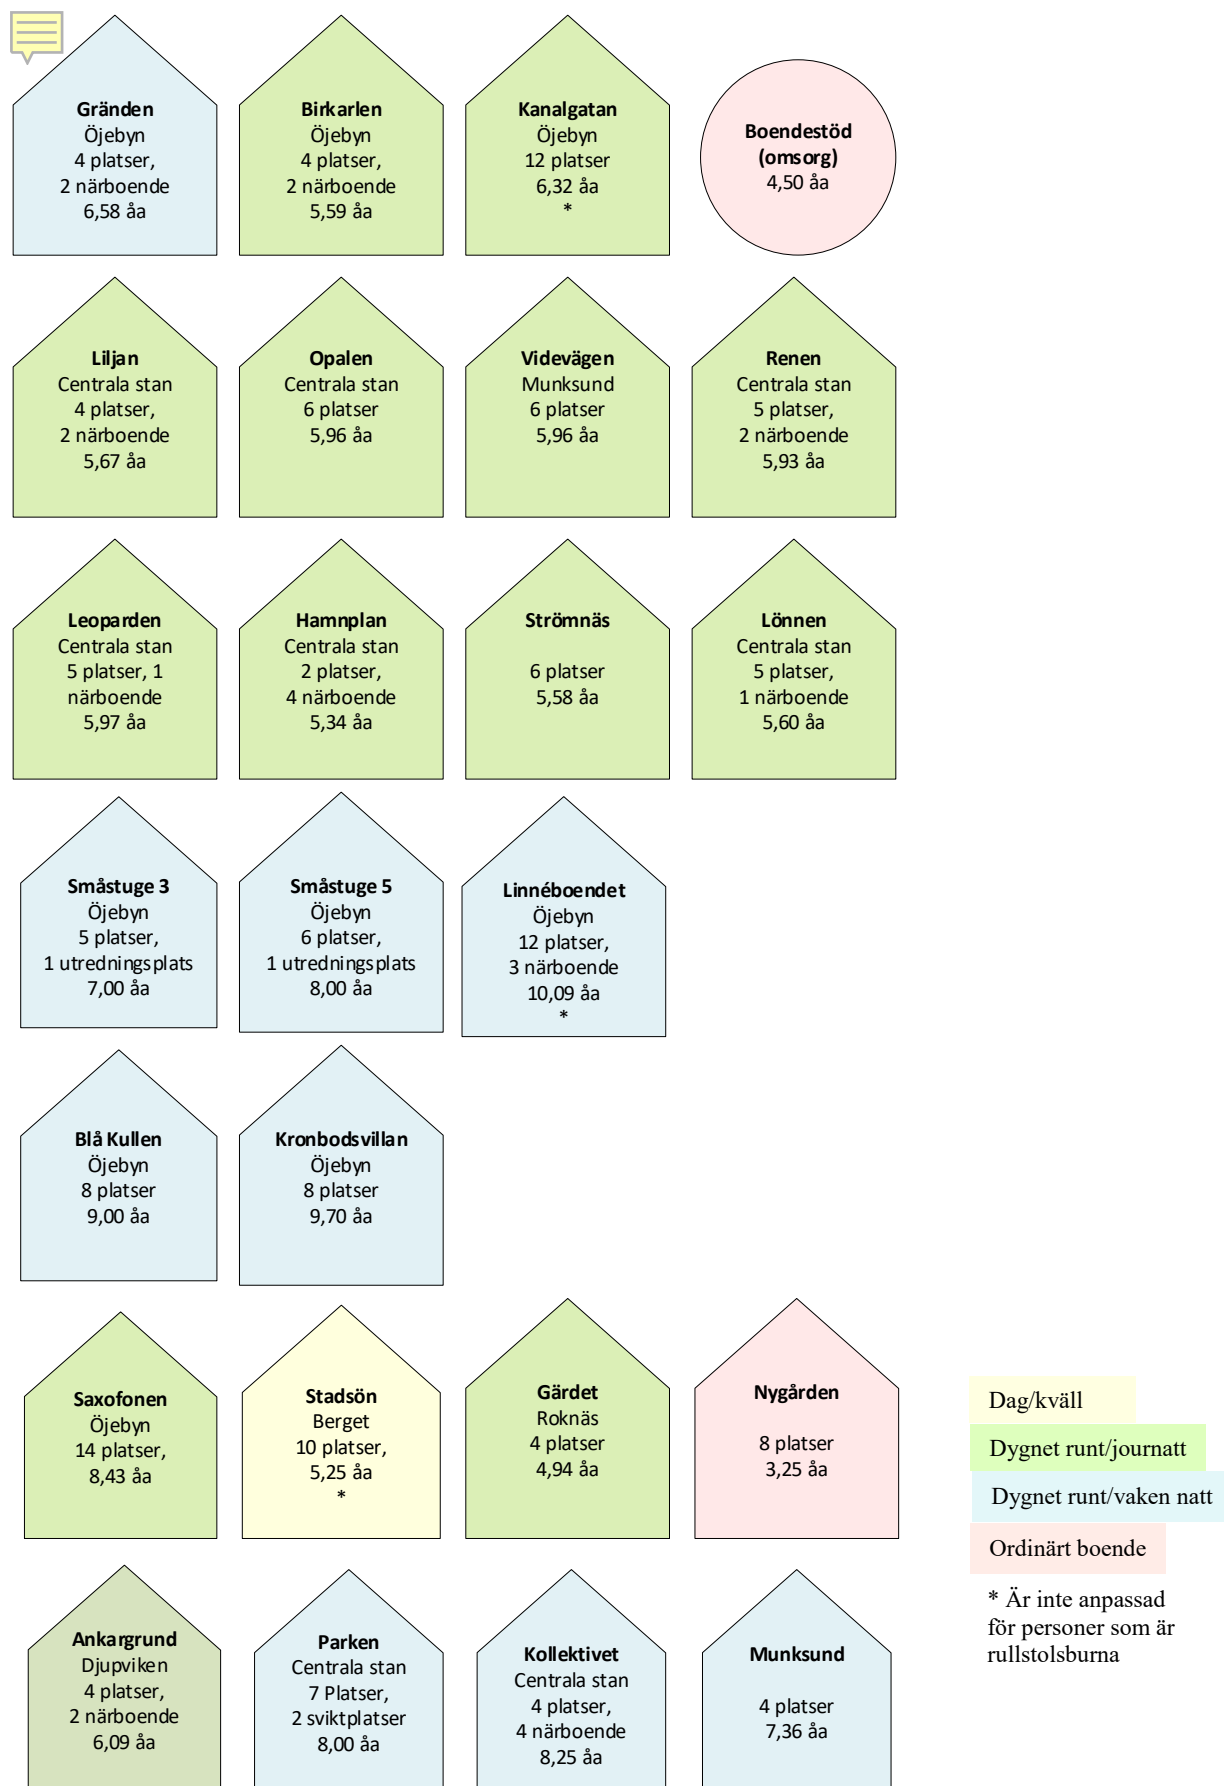 Gränden
Öjebyn
4 platser,
2 närboende
6,58 åa
Birkarlen
Öjebyn
4 platser,
2 närboende
5,59 åa
Kanalgatan
Öjebyn
12 platser
6,32 åa
*
Boendestöd
(omsorg)
4,50 åa
Liljan
Centrala stan
4 platser,
2 närboende
5,67 åa
Opalen
Centrala stan
6 platser
5,96 åa
Videvägen
Munksund
6 platser
5,96 åa
Renen
Centrala stan
5 platser,
2 närboende
5,93 åa
Leoparden
Centrala stan
5 platser, 1
närboende
5,97 åa
Hamnplan
Centrala stan
2 platser,
4 närboende
5,34 åa
Strömnäs
6 platser
5,58 åa
Lönnen
Centrala stan
5 platser,
1 närboende
5,60 åa
Småstuge 3
Öjebyn
5 platser,
1 utredningsplats
7,00 åa
Småstuge 5
Öjebyn
6 platser,
1 utredningsplats
8,00 åa
Linnéboendet
Öjebyn
12 platser,
3 närboende
10,09 åa
*
Blå Kullen
Öjebyn
8 platser
9,00 åa
Kronbodsvillan
Öjebyn
8 platser
9,70 åa
Saxofonen
Öjebyn
14 platser,
8,43 åa
Stadsön
Berget
10 platser,
5,25 åa
*
Gärdet
Roknäs
4 platser
4,94 åa
Nygården
8 platser
3,25 åa
Ankargrund
Djupviken
4 platser,
2 närboende
6,09 åa
Parken
Centrala stan
7 Platser,
2 sviktplatser
8,00 åa
Kollektivet
Centrala stan
4 platser,
4 närboende
8,25 åa
Munksund
4 platser
7,36 åa
Dag/kväll
Dygnet runt/journatt
Dygnet runt/vaken natt
Ordinärt boende
* Är inte anpassad
för personer som är
rullstolsburna